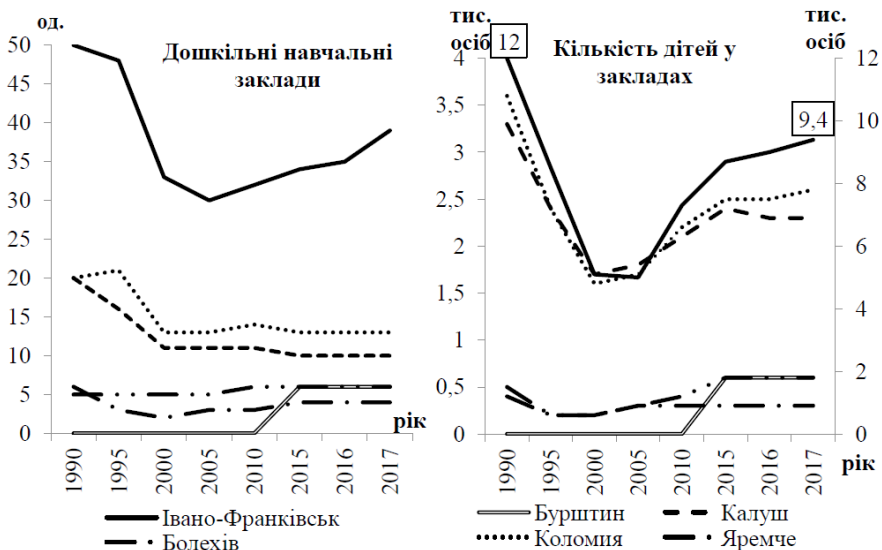 од.
Дошкільні навчальні
заклади
50
45
40
35
30
25
20
15
10
5
0
рік
1990
1995
2000
2005
2010
2015
2016
2017
тис.
осіб
тис.
осіб
Кількість дітей у
закладах
12
9,4
4
3,5
3
2,5
2
1,5
1
0,5
0
12
10
8
6
4
2
0
рік
1990
1995
2000
2005
2010
2015
2016
2017
Івано-Франківськ
Болехів
Бурштин
Калуш
Коломия
Яремче